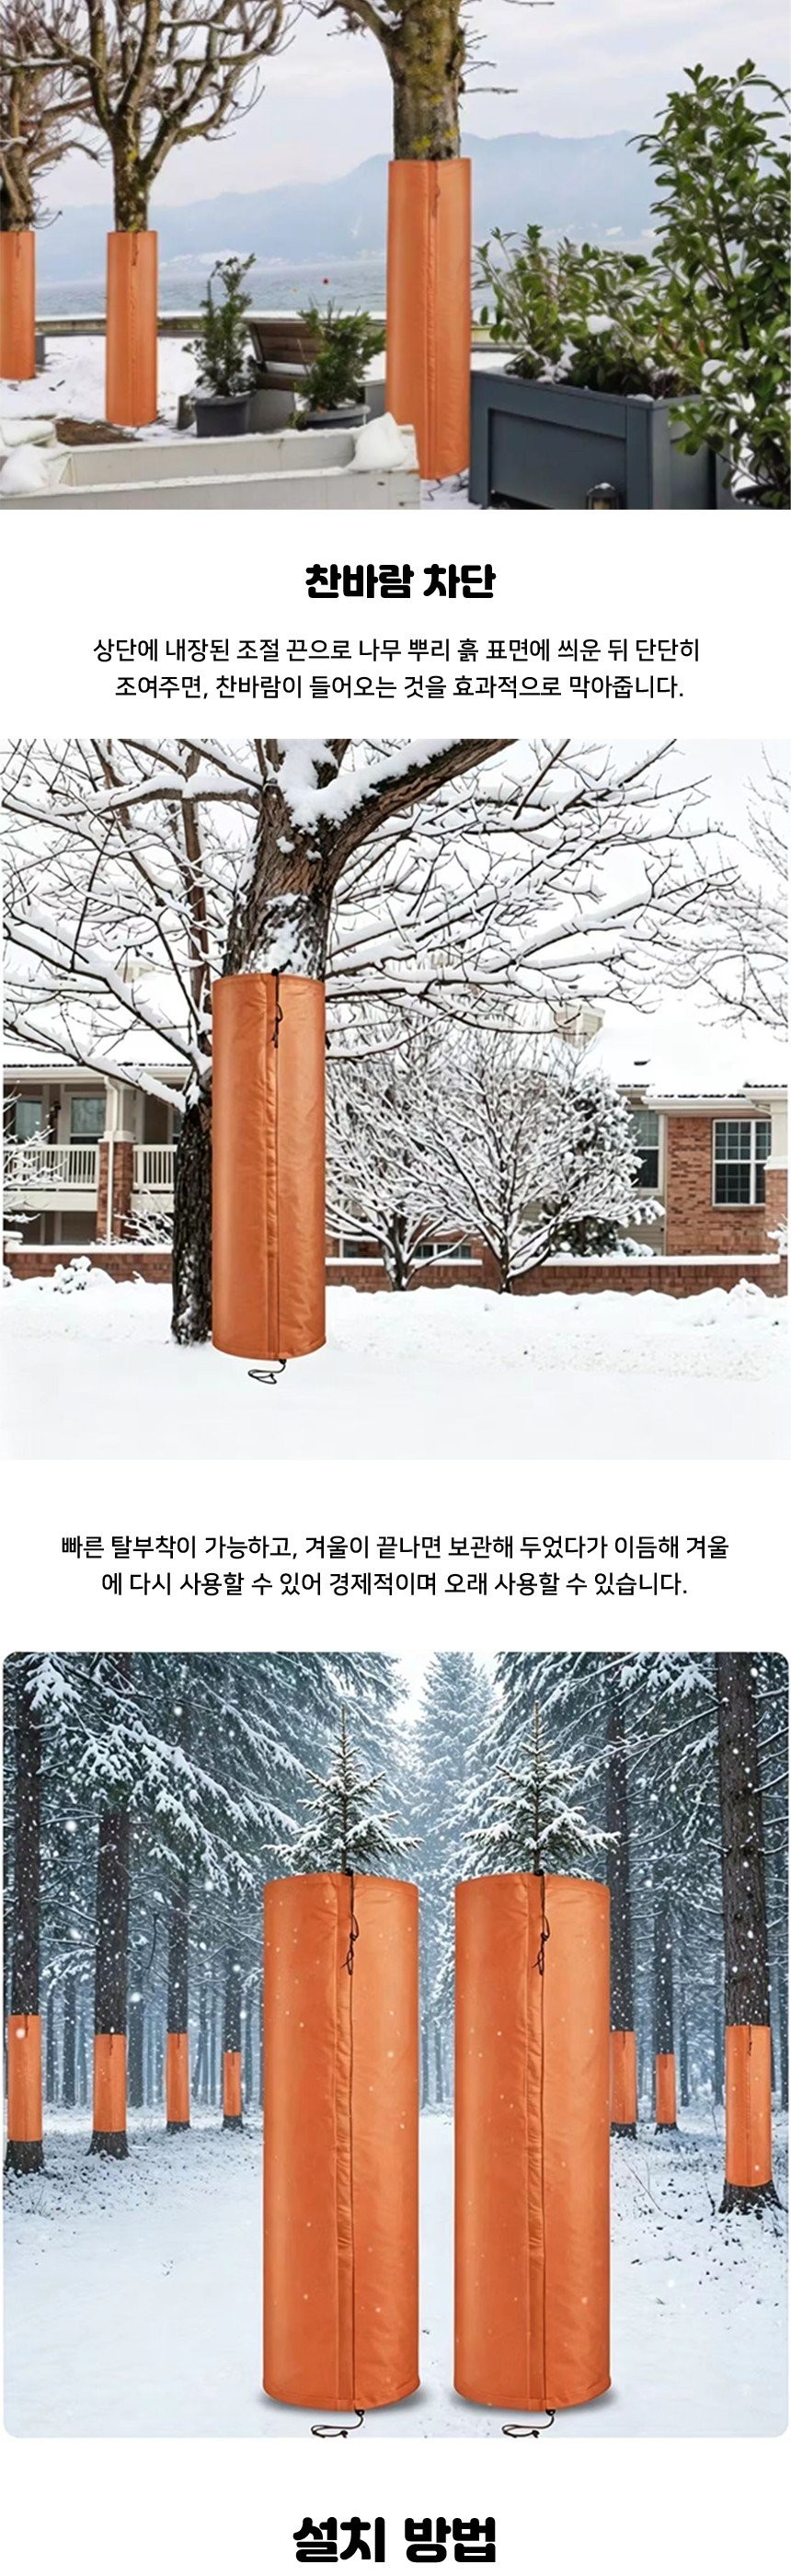 찬바람 차단
상단에 내장된 조절 끈으로 나무 뿌리 흙 표면에 씌운 뒤 단단히
조여주면, 찬바람이 들어오는 것을 효과적으로 막아줍니다.
빠른 탈부착이 가능하고, 겨울이 끝나면 보관해 두었다가 이듬해 겨울
에 다시 사용할 수 있어 경제적이며 오래 사용할 수 있습니다.
설치 방법